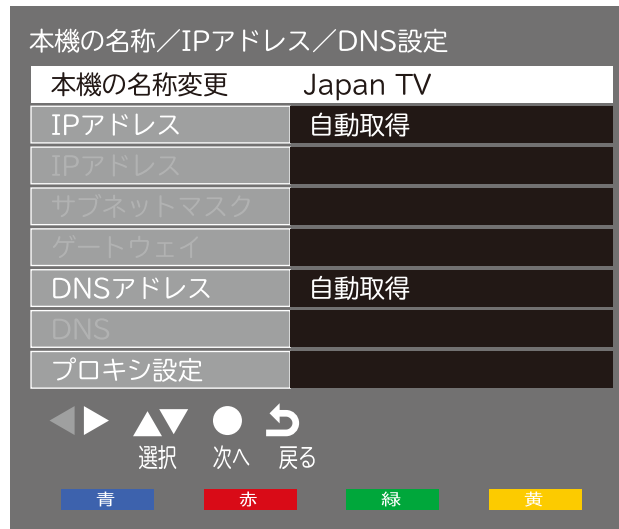 本機の名称／IPアドレス／DNS設定
本機の名称変更 Japan TV
IPアドレス 自動取得
IPアドレス
サブネットマスク
ゲートウェイ
DNSアドレス 自動取得
DNS
プロキシ設定
選択 次へ 戻る
青 赤 緑 黄